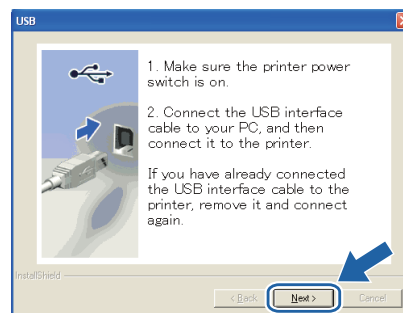 USB
1. Make sure the printer power
switch is on.
2. Connect the USB interface
cable to your PC, and then
connect it to the printer.
If you have already connected
the USB interface cable to the
printer, remove it and connect
again.
InstallShield
< Back Next > Cancel